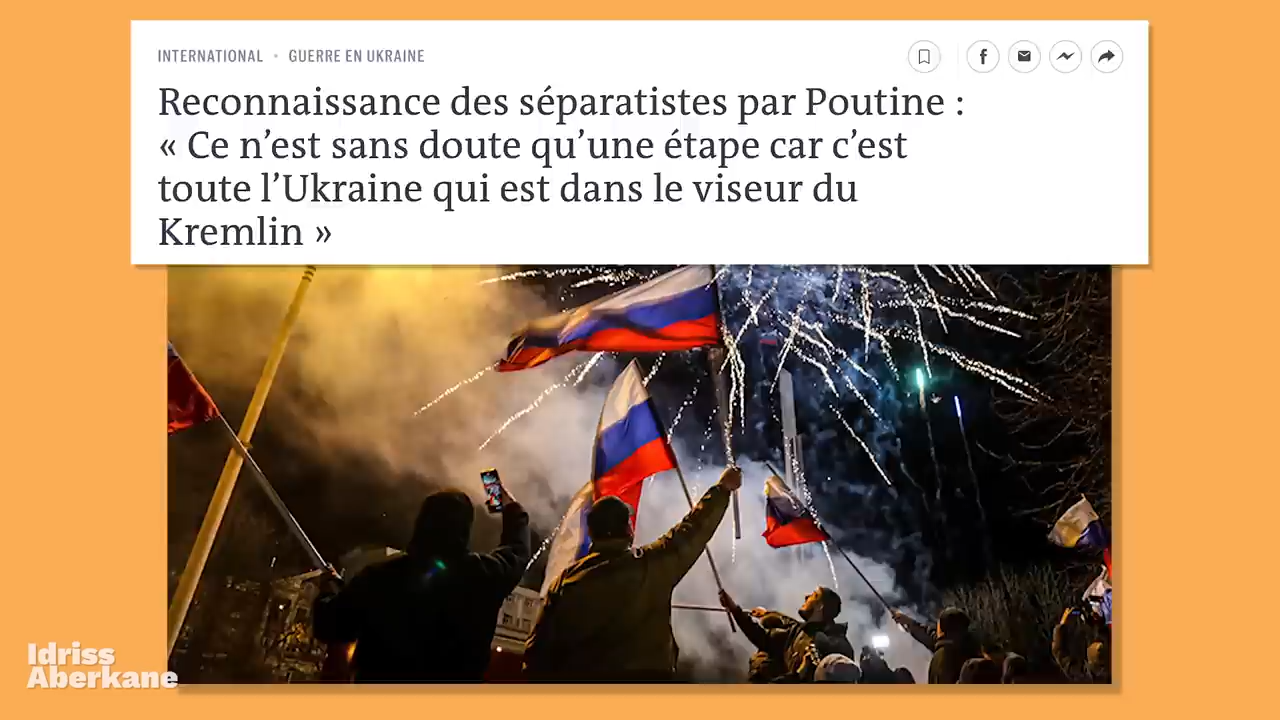 INTERNATIONAL • GUERRE EN UKRAINE
Reconnaissance des séparatistes par Poutine :
« Ce n’est sans doute qu’une étape car c’est
toute l’Ukraine qui est dans le viseur du
Kremlin »
Idriss
Aberkane